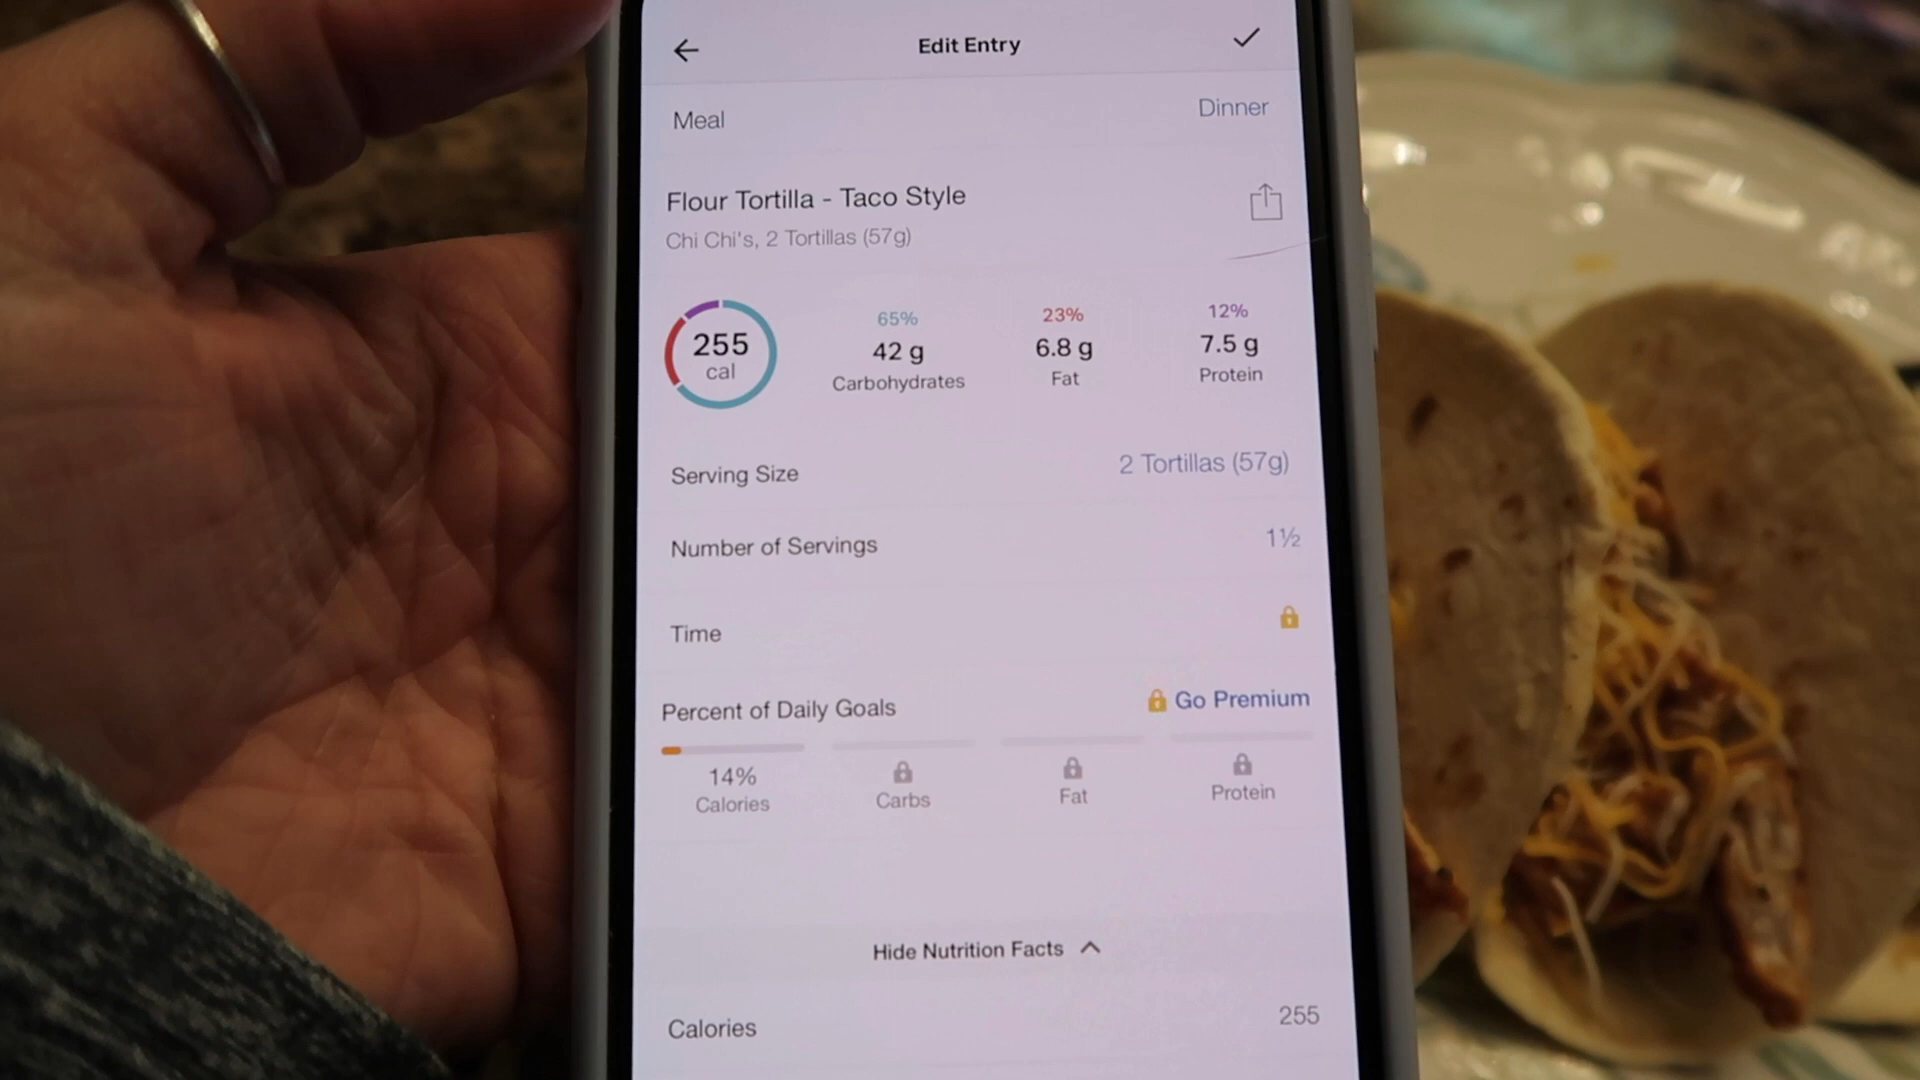 Edit Entry
Meal
Dinner
Flour Tortilla - Taco Style
Chi Chi's, 2 Tortillas (57g)
255
cal
65%
42 g
Carbohydrates
23%
6.8 g
Fat
12%
7.5 g
Protein
Serving Size
2 Tortillas (57g)
Number of Servings
1½
Time
Percent of Daily Goals
Go Premium
14%
Calories
Carbs
Fat
Protein
Hide Nutrition Facts
Calories
255